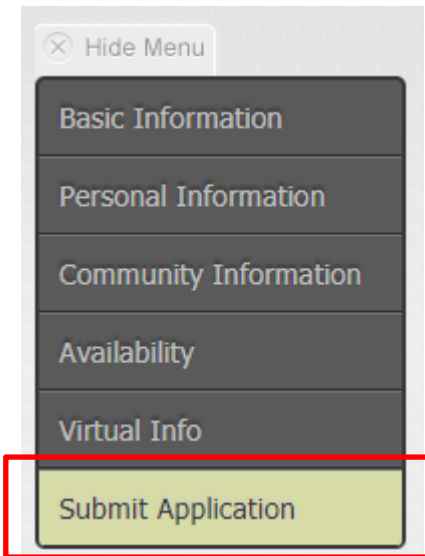 Hide Menu
Basic Information
Personal Information
Community Information
Availability
Virtual Info
Submit Application